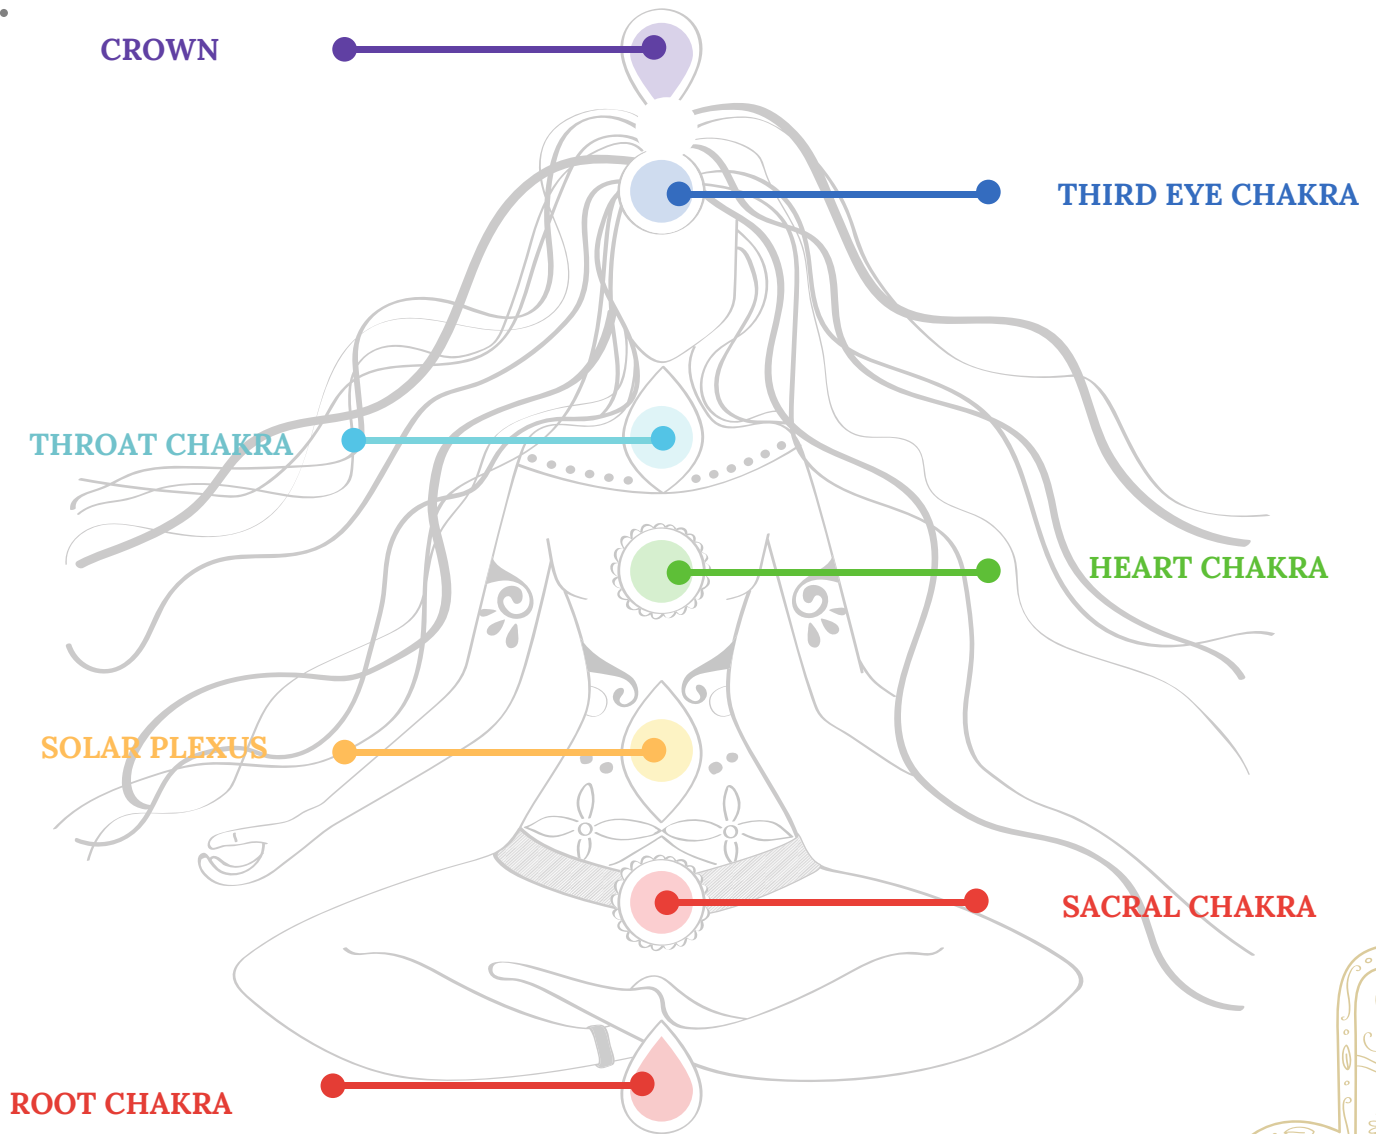 CROWN
THIRD EYE CHAKRA
THROAT CHAKRA
HEART CHAKRA
SOLAR PLEXUS
SACRAL CHAKRA
ROOT CHAKRA